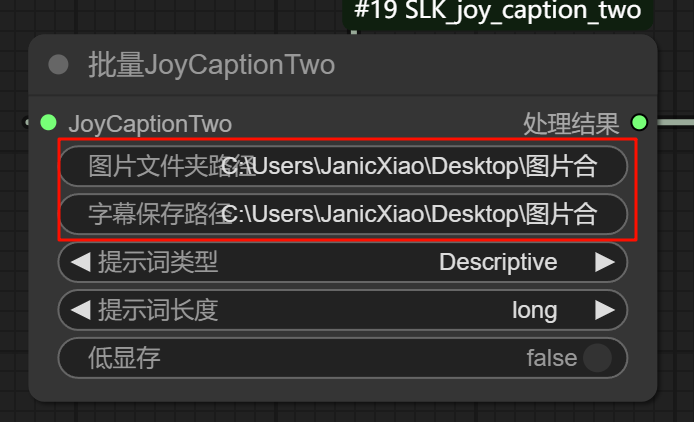 #19 SLK_joy_caption_two
批量JoyCaptionTwo
JoyCaptionTwo 处理结果
图片文件夹路径 C:\Users\JanicXiao\Desktop\图片合
字幕保存路径 C:\Users\JanicXiao\Desktop\图片合
提示词类型 Descriptive
提示词长度 long
低显存 false